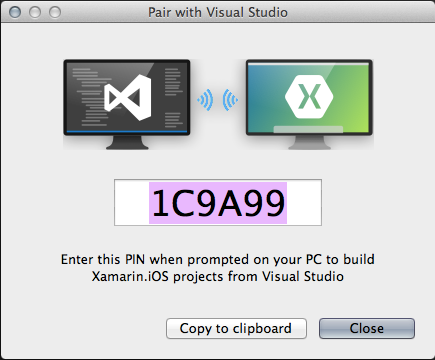 Pair with Visual Studio
1C9A99
Enter this PIN when prompted on your PC to build
Xamarin.iOS projects from Visual Studio
Copy to clipboard
Close